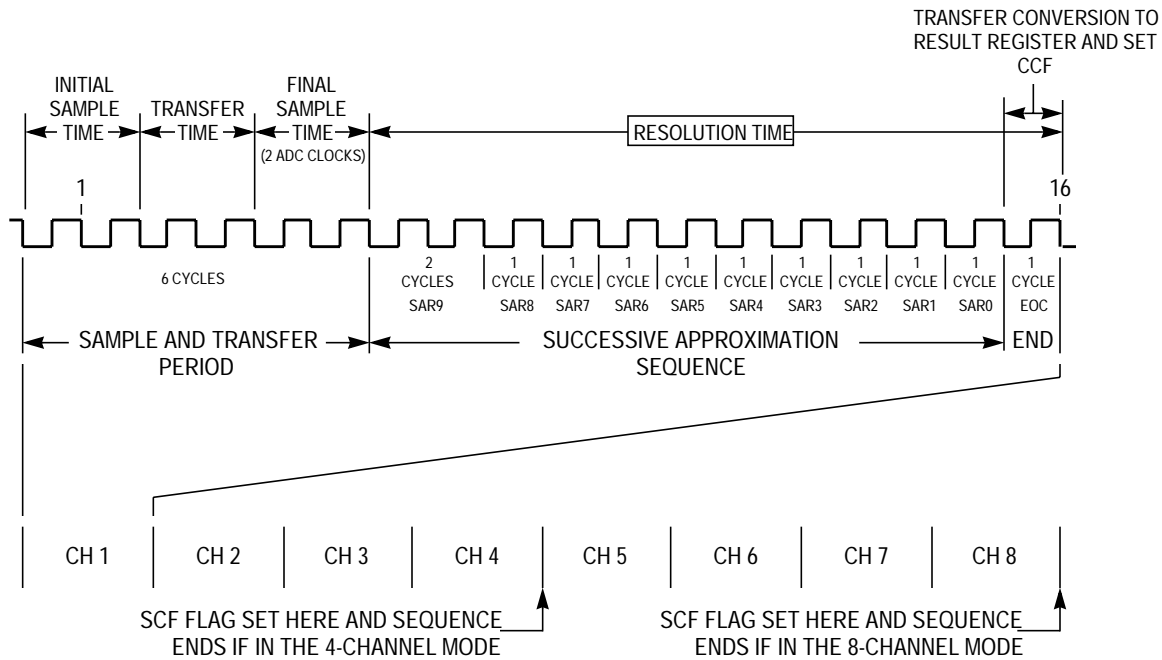 TRANSFER CONVERSION TO
RESULT REGISTER AND SET
CCF
INITIAL
SAMPLE
TIME
TRANSFER
TIME
FINAL
SAMPLE
TIME
(2 ADC CLOCKS)
RESOLUTION TIME
1
16
6 CYCLES
2
CYCLES
SAR9
1
CYCLE
SAR8
1
CYCLE
SAR7
1
CYCLE
SAR6
1
CYCLE
SAR5
1
CYCLE
SAR4
1
CYCLE
SAR3
1
CYCLE
SAR2
1
CYCLE
SAR1
1
CYCLE
SAR0
1
CYCLE
EOC
SAMPLE AND TRANSFER
PERIOD
SUCCESSIVE APPROXIMATION
SEQUENCE
END
CH 1
CH 2
CH 3
CH 4
CH 5
CH 6
CH 7
CH 8
SCF FLAG SET HERE AND SEQUENCE
ENDS IF IN THE 4-CHANNEL MODE
SCF FLAG SET HERE AND SEQUENCE
ENDS IF IN THE 8-CHANNEL MODE